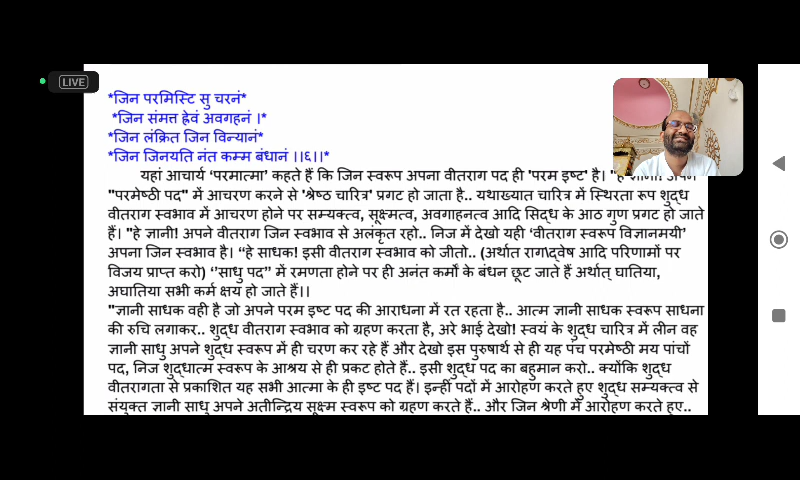 LIVE
*जिन परमिस्टि सु चरनं*
*जिन संमत्त ह्रेवं अवगहनं ।*
*जिन लंक्रित जिन विन्यानं*
*जिन जिनयति नंत कम्म बंधानं ।।६।।*
यहां आचार्य ‘परमात्मा’ कहते हैं कि जिन स्वरूप अपना वीतराग पद ही 'परम इष्ट' है।
"परमेष्ठी पद" में आचरण करने से 'श्रेष्ठ चारित्र' प्रगट हो जाता है.. यथाख्यात चारित्र में स्थिरता रूप शुद्ध
वीतराग स्वभाव में आचरण होने पर सम्यक्त्व, सूक्ष्मत्व, अवगाहनत्व आदि सिद्ध के आठ गुण प्रगट हो जाते
हैं। "हे ज्ञानी! अपने वीतराग जिन स्वभाव से अलंकृत रहो.. निज में देखो यही ‘वीतराग स्वरूप विज्ञानमयी’
अपना जिन स्वभाव है। “हे साधक! इसी वीतराग स्वभाव को जीतो.. (अर्थात राग\द्वेष आदि परिणामों पर
विजय प्राप्त करो) ‘'साधु पद” में रमणता होने पर ही अनंत कर्मों के बंधन छूट जाते हैं अर्थात् घातिया,
अघातिया सभी कर्म क्षय हो जाते हैं।।
"ज्ञानी साधक वही है जो अपने परम इष्ट पद की आराधना में रत रहता है.. आत्म ज्ञानी साधक स्वरूप साधना
की रुचि लगाकर.. शुद्ध वीतराग स्वभाव को ग्रहण करता है, अरे भाई देखो! स्वयं के शुद्ध चारित्र में लीन वह
ज्ञानी साधु अपने शुद्ध स्वरूप में ही चरण कर रहे हैं और देखो इस पुरुषार्थ से ही यह पंच परमेष्ठी मय पांचों
पद, निज शुद्धात्म स्वरूप के आश्रय से ही प्रकट होते हैं.. इसी शुद्ध पद का बहुमान करो.. क्योंकि शुद्ध
वीतरागता से प्रकाशित यह सभी आत्मा के ही इष्ट पद हैं। इन्हीं पदों में आरोहण करते हुए शुद्ध सम्यक्त्व से
संयुक्त ज्ञानी साधु अपने अतीन्द्रिय सूक्ष्म स्वरूप को ग्रहण करते हैं.. और जिन श्रेणी में आरोहण करते हुए..